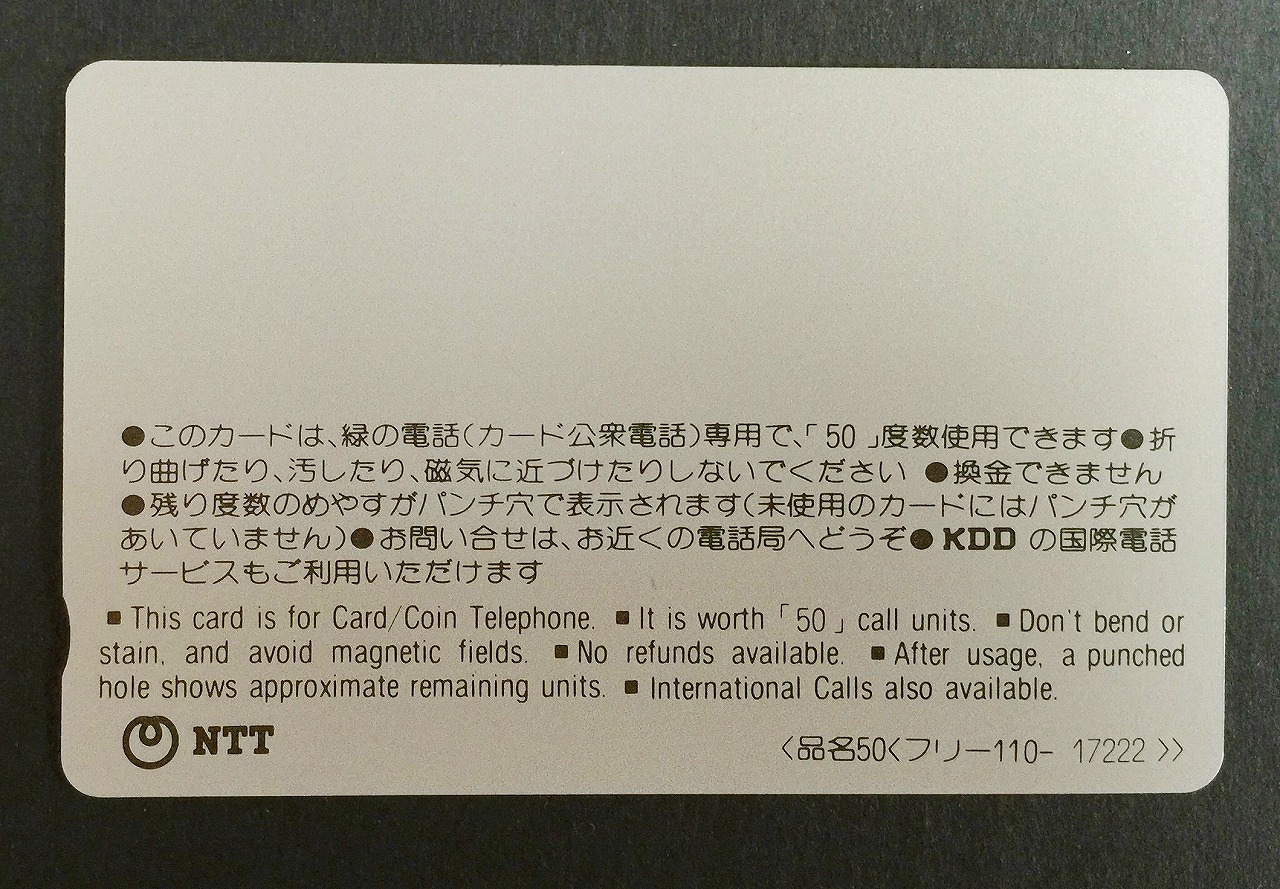 ●このカードは、緑の電話(カード公衆電話)専用で、「50」度数使用できます●折
り曲げたり、汚したり、磁気に近づけたりしないでください ●換金できません
●残り度数のめやすがパンチ穴で表示されます(未使用のカードにはパンチ穴が
あいていません)●お問い合せは、お近くの電話局へどうぞ● KDD の国際電話
サービスもご利用いただけます
■ This card is for Card/Coin Telephone. ■ It is worth「50」call units. ■ Don't bend or
stain, and avoid magnetic fields. ■ No refunds available. ■ After usage, a punched
hole shows approximate remaining units. ■ International Calls also available.
NTT
〈品名50〈フリー110- 17222 〉〉